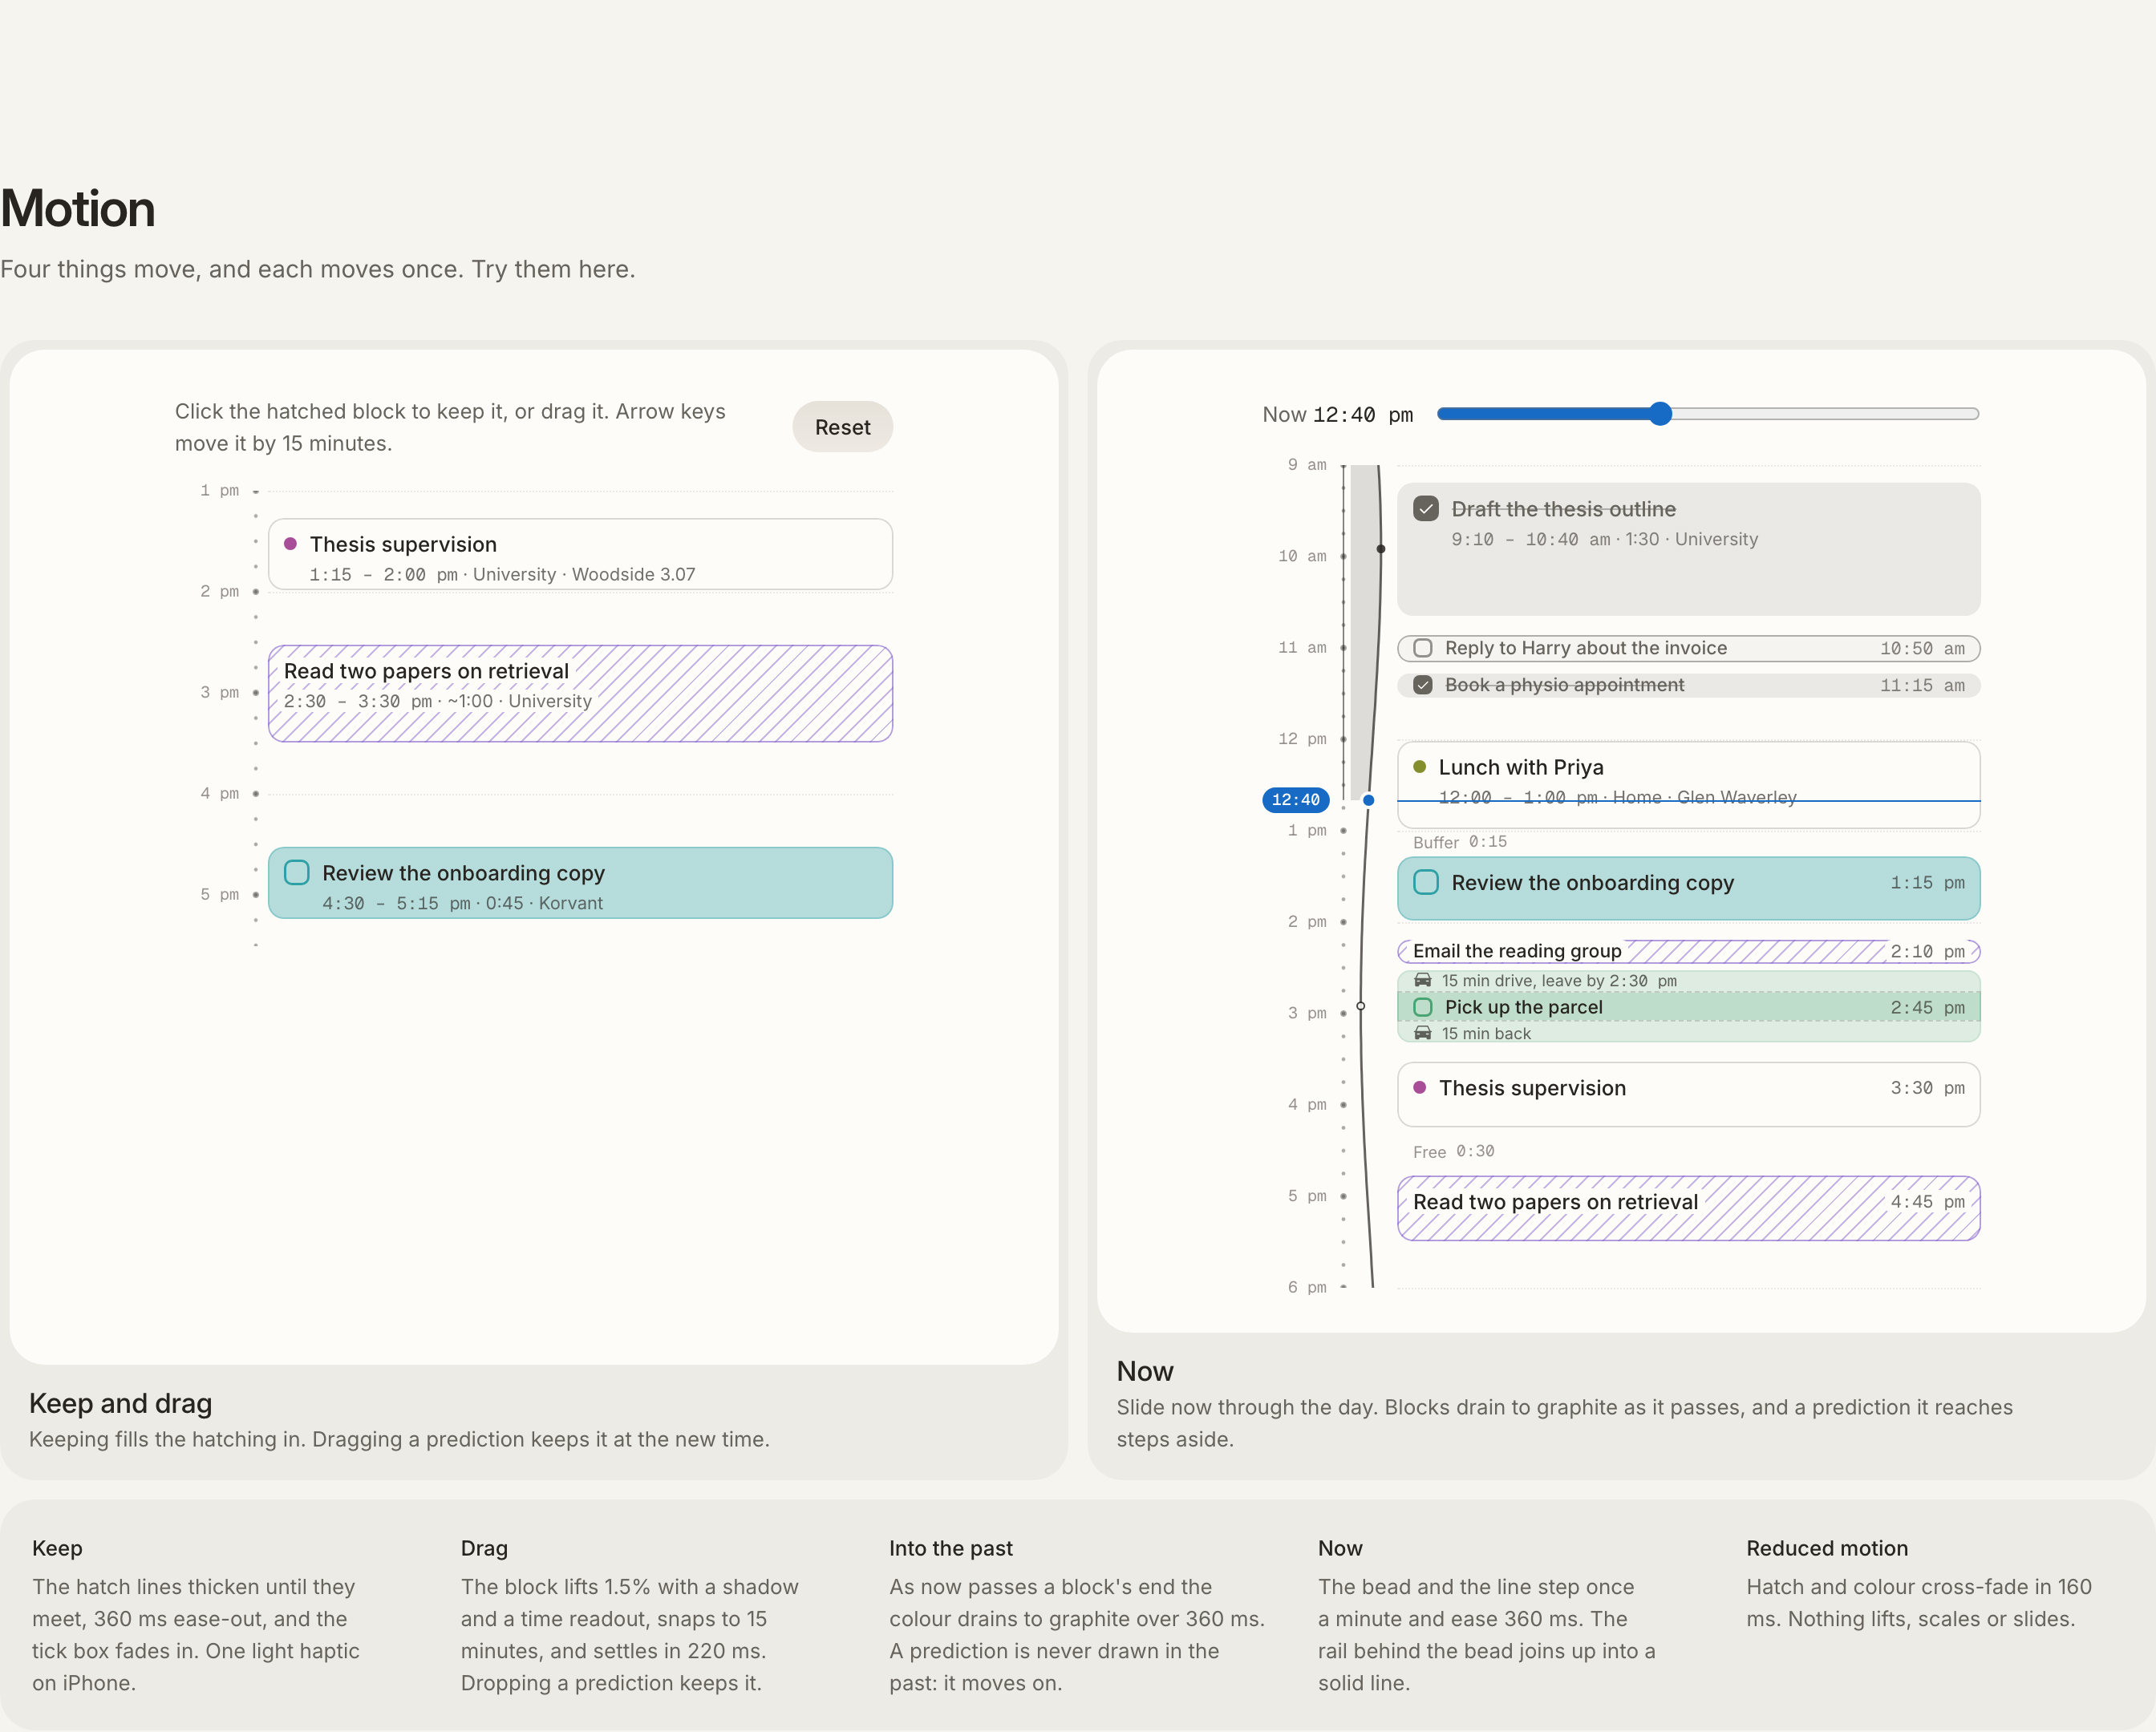 Motion
Four things move, and each moves once. Try them here.
Click the hatched block to keep it, or drag it. Arrow keys
move it by 15 minutes.
Reset
1 pm
Thesis supervision
1:15 – 2:00 pm · University · Woodside 3.07
2 pm
Read two papers on retrieval
2:30 – 3:30 pm · ~1:00 · University
3 pm
4 pm
Review the onboarding copy
4:30 – 5:15 pm · 0:45 · Korvant
5 pm
Keep and drag
Keeping fills the hatching in. Dragging a prediction keeps it at the new time.
Now 12:40 pm
9 am
Draft the thesis outline
9:10 – 10:40 am · 1:30 · University
10 am
11 am
Reply to Harry about the invoice 10:50 am
Book a physio appointment 11:15 am
12 pm
Lunch with Priya
12:00 – 1:00 pm · Home · Glen Waverley
12:40
1 pm
Buffer 0:15
Review the onboarding copy 1:15 pm
2 pm
Email the reading group 2:10 pm
15 min drive, leave by 2:30 pm
Pick up the parcel 2:45 pm
3 pm
15 min back
Thesis supervision 3:30 pm
4 pm
Free 0:30
5 pm
Read two papers on retrieval 4:45 pm
6 pm
Now
Slide now through the day. Blocks drain to graphite as it passes, and a prediction it reaches
steps aside.
Keep
The hatch lines thicken until they
meet, 360 ms ease-out, and the
tick box fades in. One light haptic
on iPhone.
Drag
The block lifts 1.5% with a shadow
and a time readout, snaps to 15
minutes, and settles in 220 ms.
Dropping a prediction keeps it.
Into the past
As now passes a block's end the
colour drains to graphite over 360 ms.
A prediction is never drawn in the
past: it moves on.
Now
The bead and the line step once
a minute and ease 360 ms. The
rail behind the bead joins up into a
solid line.
Reduced motion
Hatch and colour cross-fade in 160
ms. Nothing lifts, scales or slides.